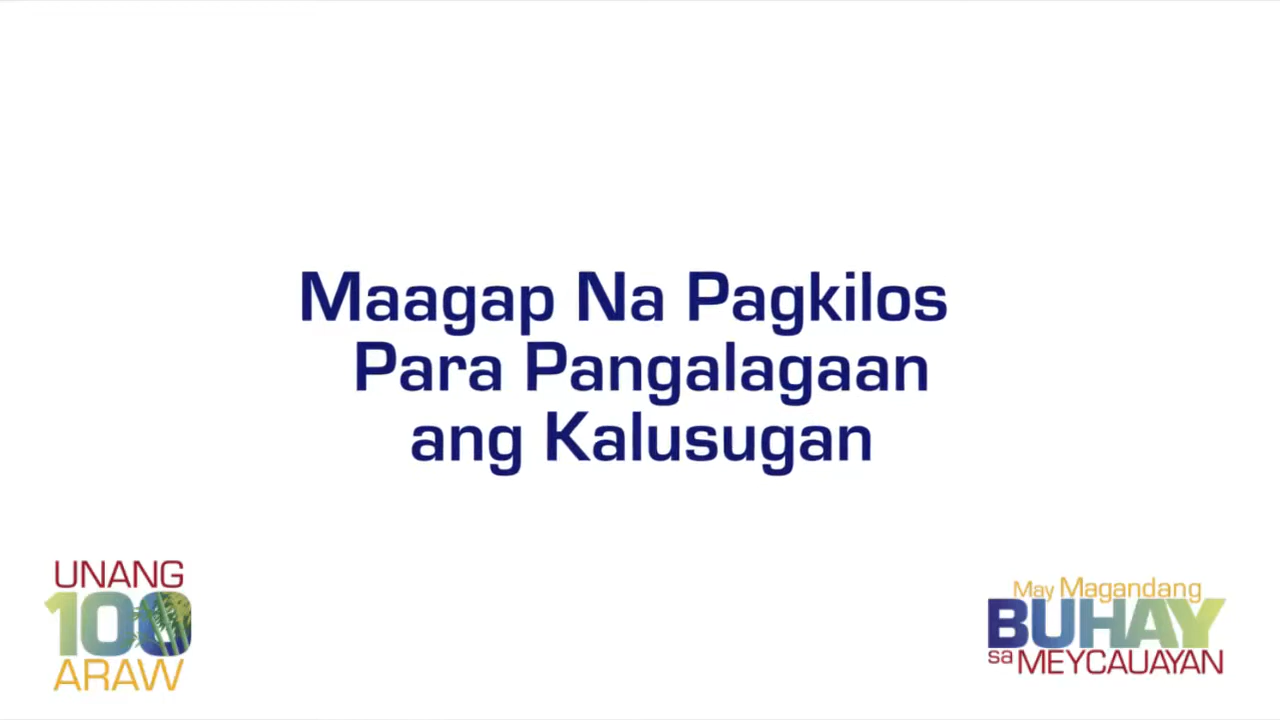 Maagap Na Pagkilos
Para Pangalagaan
ang Kalusugan
UNANG
100
ARAW
May Magandang
BUHAY
sa MEYCAUAYAN